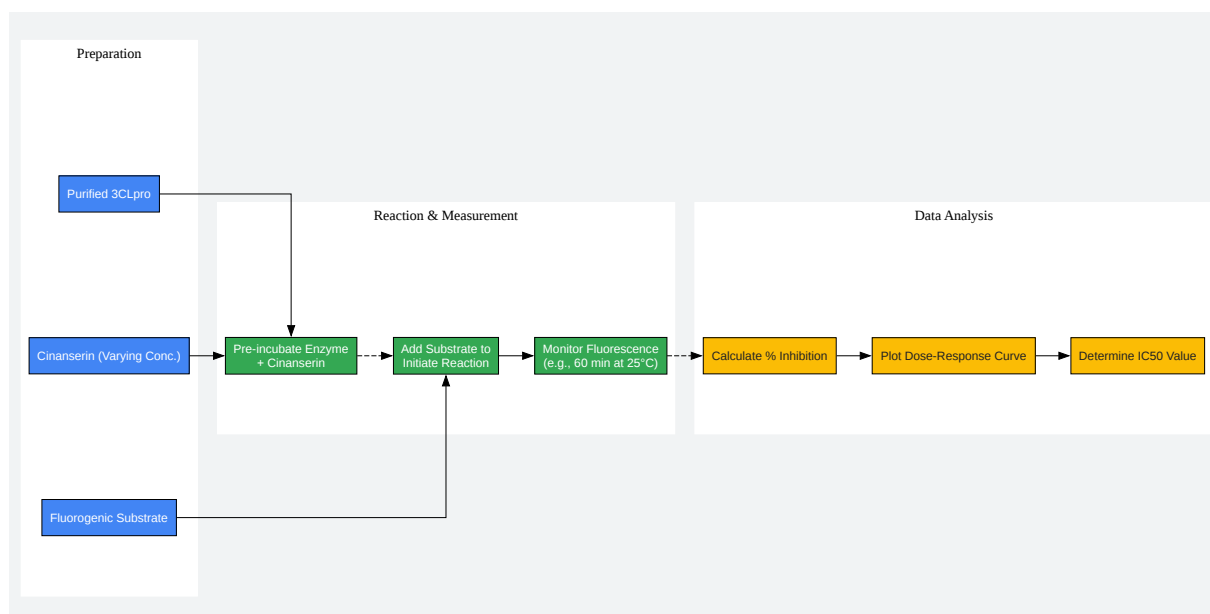 Preparation
Purified 3CLpro
Cinanserin (Varying Conc.)
Fluorogenic Substrate
Reaction & Measurement
Pre-incubate Enzyme
+ Cinanserin
Add Substrate to
Initiate Reaction
Monitor Fluorescence
(e.g., 60 min at 25°C)
Data Analysis
Calculate % Inhibition
Plot Dose-Response Curve
Determine IC50 Value